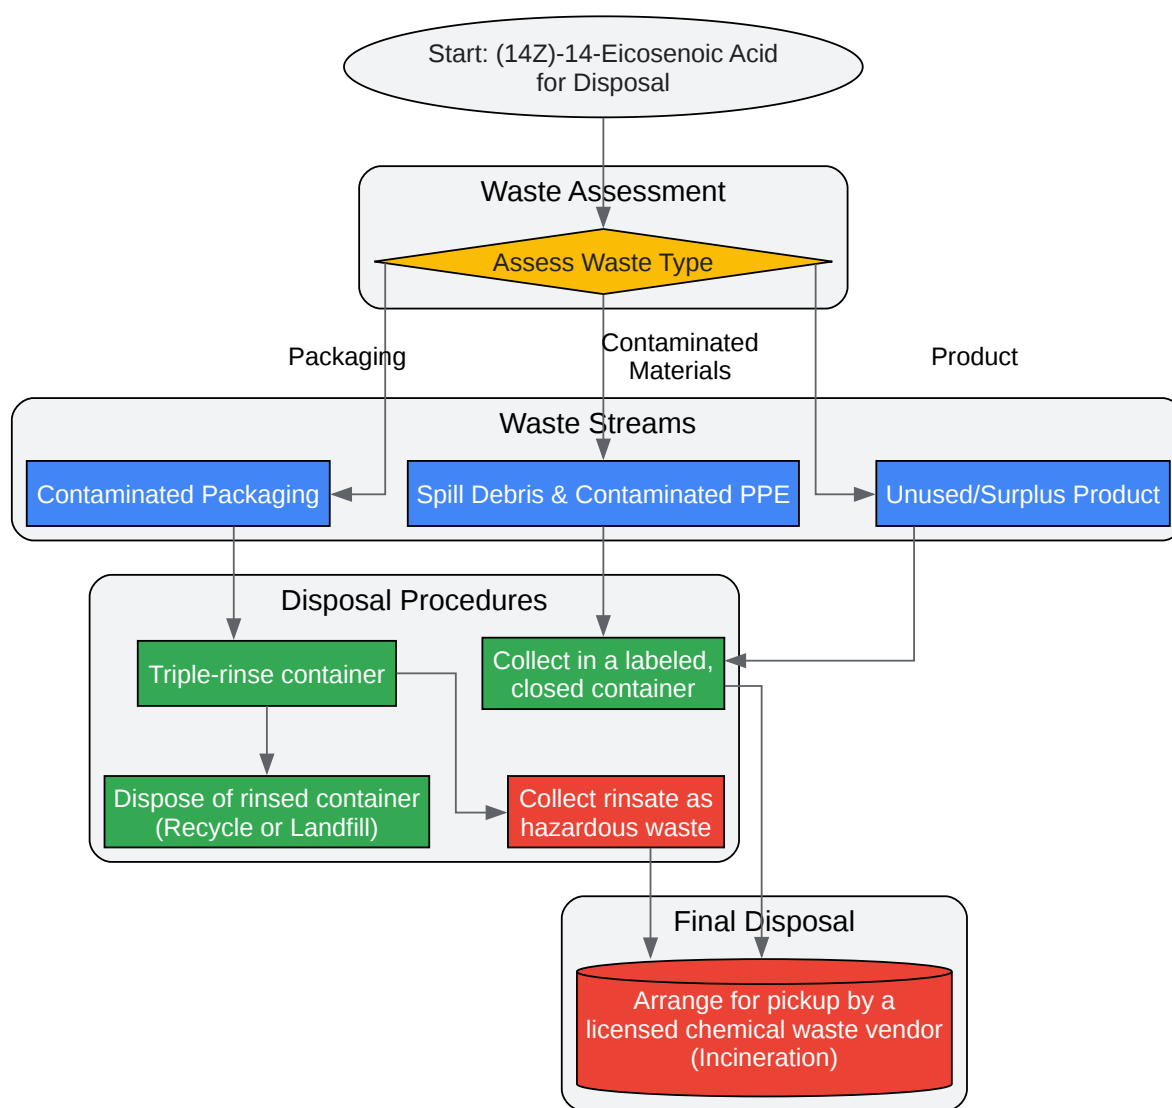 Start: (14Z)-14-Eicosenoic Acid
for Disposal
Waste Assessment
Assess Waste Type
Packaging
Contaminated
Materials
Product
Waste Streams
Contaminated Packaging
Spill Debris & Contaminated PPE
Unused/Surplus Product
Disposal Procedures
Triple-rinse container
Collect in a labeled,
closed container
Dispose of rinsed container
(Recycle or Landfill)
Collect rinsate as
hazardous waste
Final Disposal
Arrange for pickup by a
licensed chemical waste vendor
(Incineration)